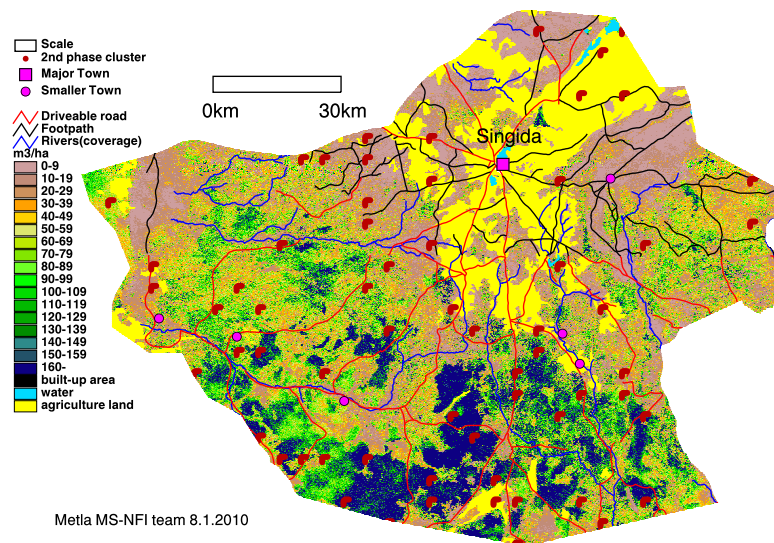 Scale
2nd phase cluster
Major Town
Smaller Town
0km 30km
Driveable road
Footpath
Rivers(coverage)
m3/ha
0-9
10-19
20-29
30-39
40-49
50-59
60-69
70-79
80-89
90-99
100-109
110-119
120-129
130-139
140-149
150-159
160-
built-up area
water
agriculture land
Singida
Metla MS-NFI team 8.1.2010